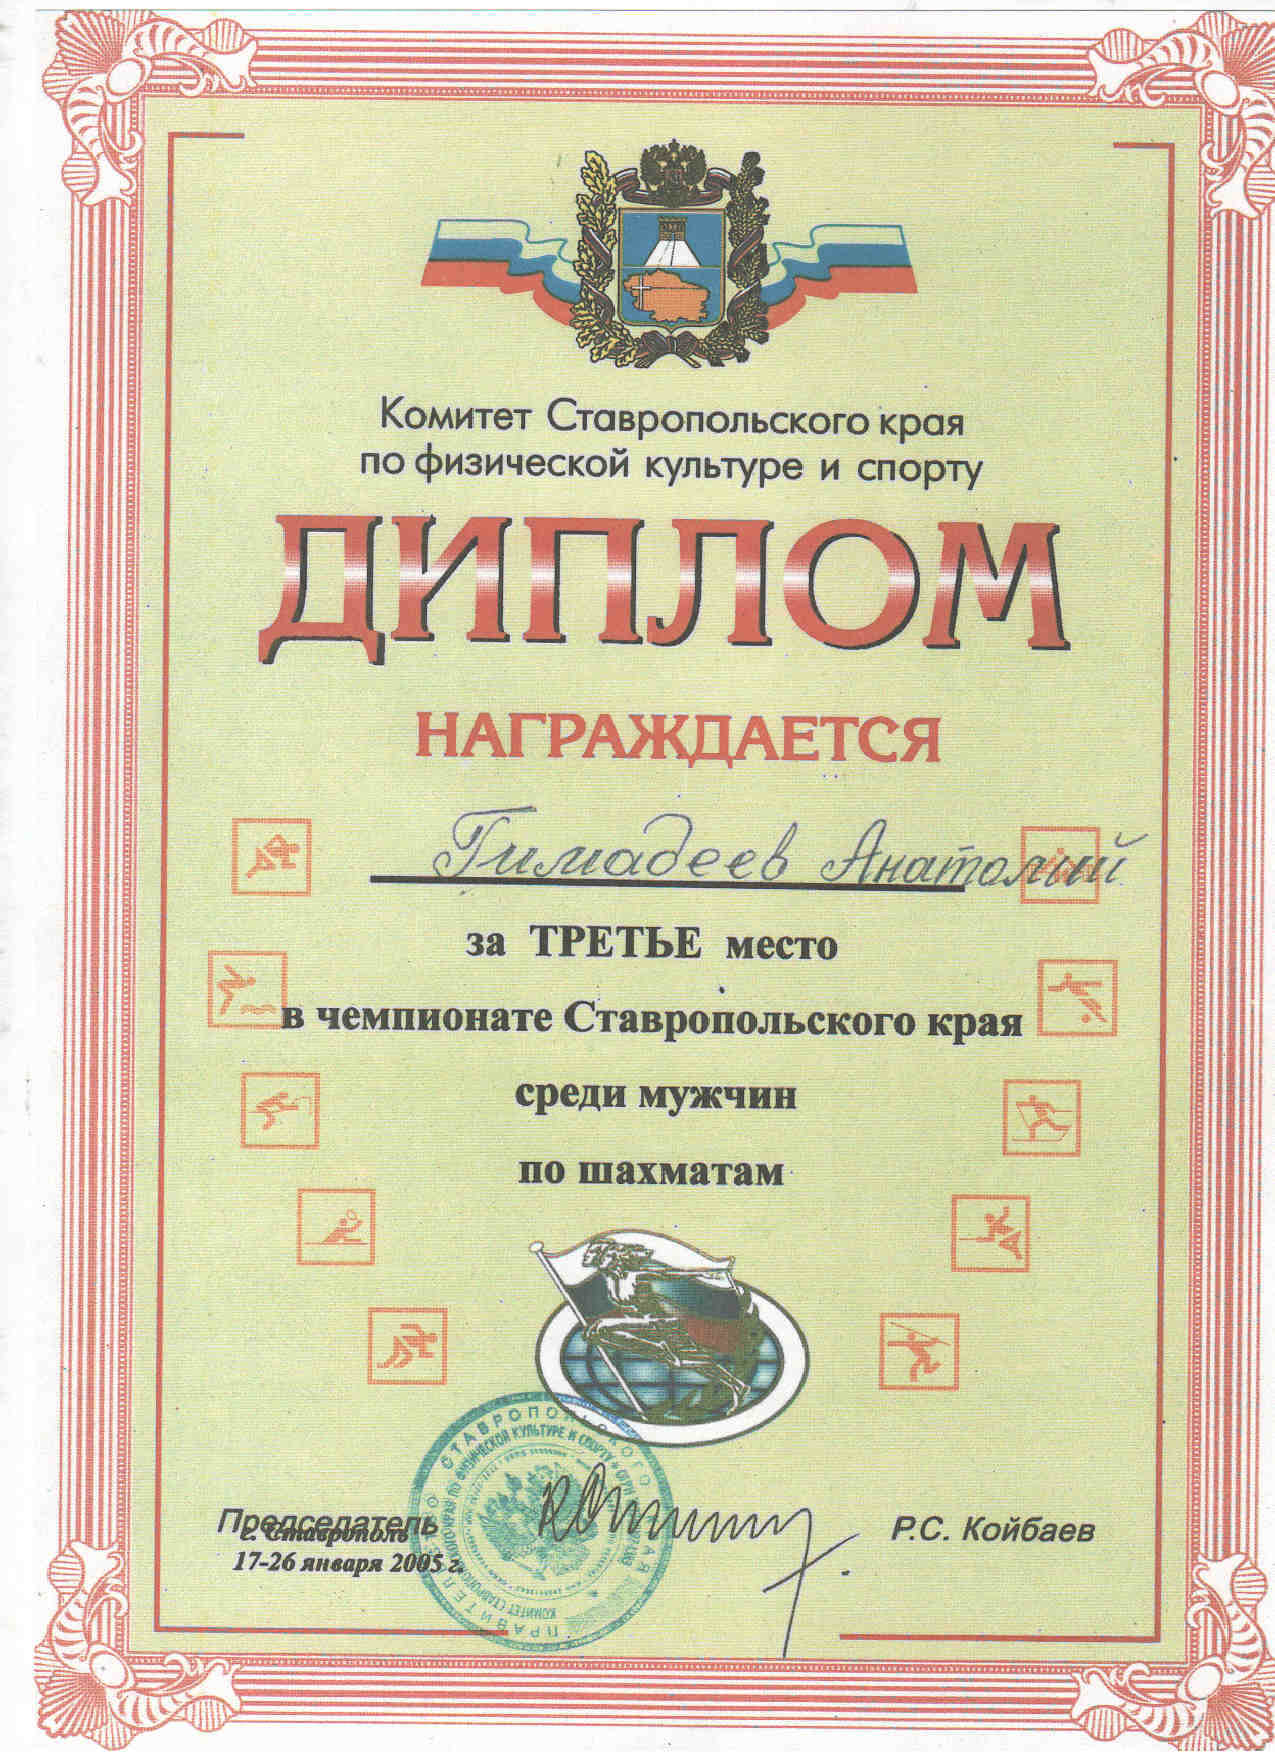 Комитет Ставропольского края
по физической культуре и спорту
ДИПЛОМ
НАГРАЖДАЕТСЯ
Гимадеев Анатолий
за ТРЕТЬЕ место
в чемпионате Ставропольского края
среди мужчин
по шахматам
Председатель
Р.С. Койбаев
г. Ставрополь
17-26 января 2005 г.